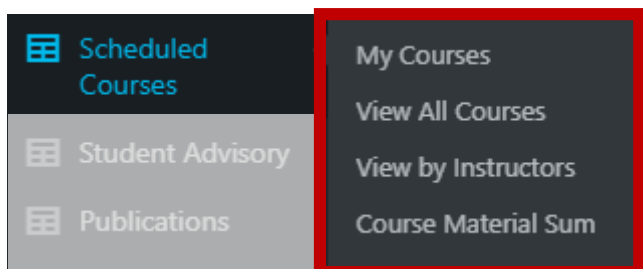 Scheduled
Courses
Student Advisory
Publications
My Courses
View All Courses
View by Instructors
Course Material Sum